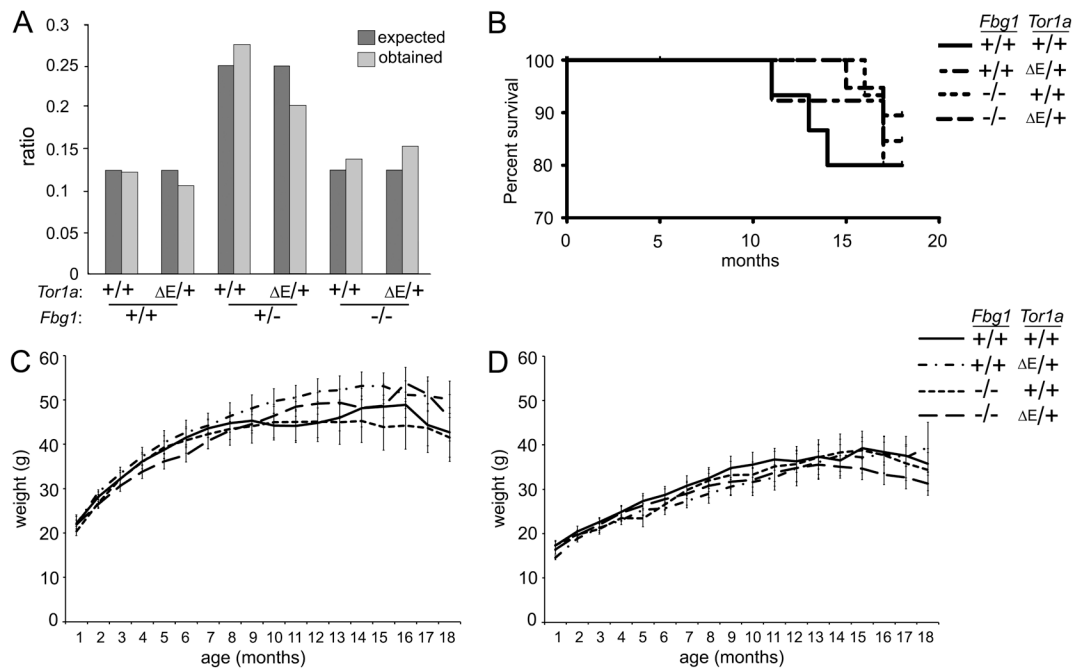 A
expected
obtained
ratio
0.3
0.25
0.2
0.15
0.1
0.05
0
Tor1a: +/+ ΔE/+ +/+ ΔE/+ +/+ ΔE/+
Fbg1: +/+ +/- -/-
B
Percent survival
100
90
80
70
0 5 10 15 20
months
Fbg1 Tor1a
+/+ +/+
+/+ ΔE/+
-/- +/+
-/- ΔE/+
C
weight (g)
60
50
40
30
20
10
0
1 2 3 4 5 6 7 8 9 10 11 12 13 14 15 16 17 18
age (months)
D
weight (g)
60
50
40
30
20
10
0
1 2 3 4 5 6 7 8 9 10 11 12 13 14 15 16 17 18
age (months)
Fbg1 Tor1a
+/+ +/+
+/+ ΔE/+
-/- +/+
-/- ΔE/+